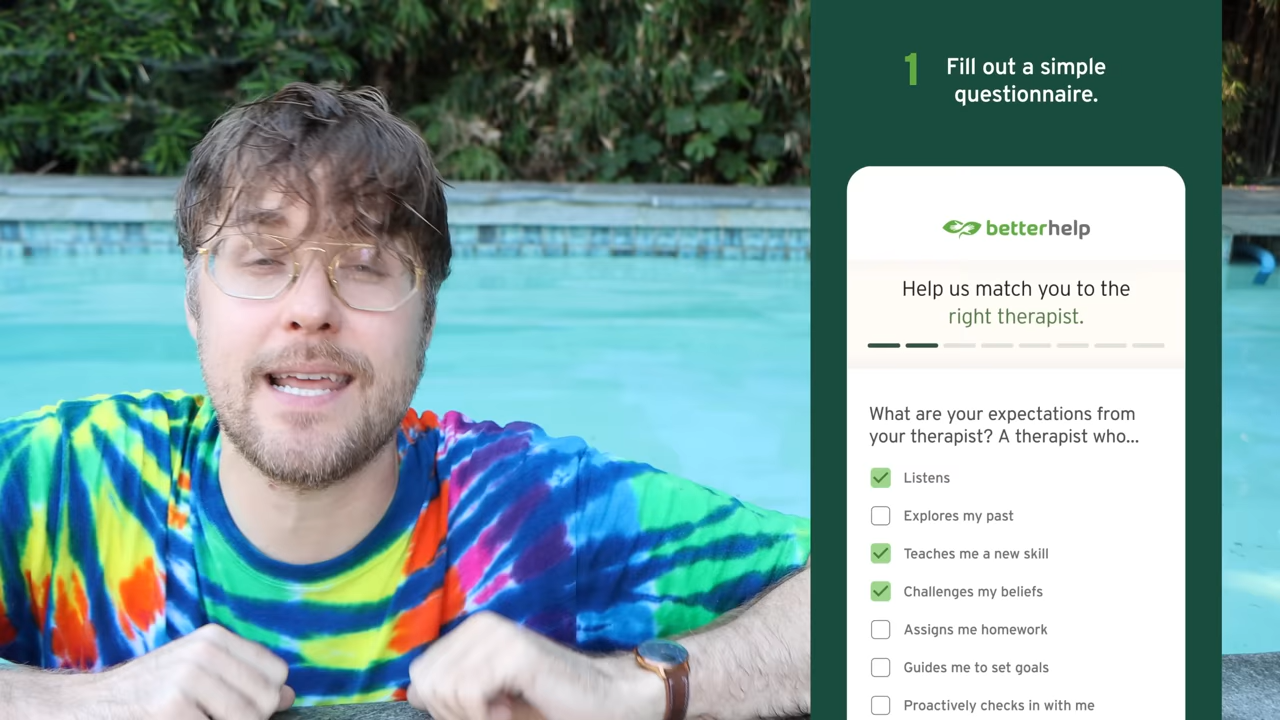 1
Fill out a simple
questionnaire.
betterhelp
Help us match you to the
right therapist.
What are your expectations from
your therapist? A therapist who...
Listens
Explores my past
Teaches me a new skill
Challenges my beliefs
Assigns me homework
Guides me to set goals
Proactively checks in with me